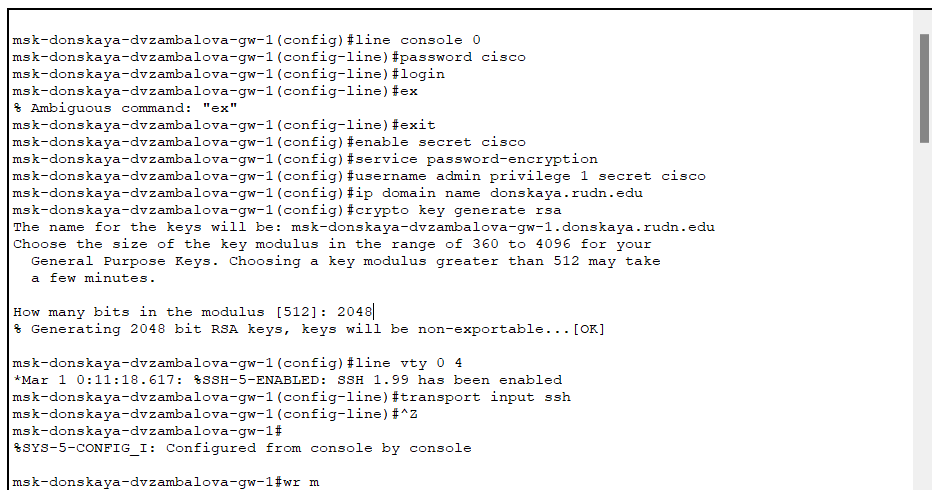 msk-donskaya-dvzambalova-gw-1(config)#line console 0
msk-donskaya-dvzambalova-gw-1(config-line)#password cisco
msk-donskaya-dvzambalova-gw-1(config-line)#login
msk-donskaya-dvzambalova-gw-1(config-line)#ex
% Ambiguous command: "ex"
msk-donskaya-dvzambalova-gw-1(config-line)#exit
msk-donskaya-dvzambalova-gw-1(config)#enable secret cisco
msk-donskaya-dvzambalova-gw-1(config)#service password-encryption
msk-donskaya-dvzambalova-gw-1(config)#username admin privilege 1 secret cisco
msk-donskaya-dvzambalova-gw-1(config)#ip domain name donskaya.rudn.edu
msk-donskaya-dvzambalova-gw-1(config)#crypto key generate rsa
The name for the keys will be: msk-donskaya-dvzambalova-gw-1.donskaya.rudn.edu
Choose the size of the key modulus in the range of 360 to 4096 for your
General Purpose Keys. Choosing a key modulus greater than 512 may take
a few minutes.
How many bits in the modulus [512]: 2048
% Generating 2048 bit RSA keys, keys will be non-exportable...[OK]
msk-donskaya-dvzambalova-gw-1(config)#line vty 0 4
*Mar 1 0:11:18.617: %SSH-5-ENABLED: SSH 1.99 has been enabled
msk-donskaya-dvzambalova-gw-1(config-line)#transport input ssh
msk-donskaya-dvzambalova-gw-1(config-line)#^Z
msk-donskaya-dvzambalova-gw-1#
%SYS-5-CONFIG_I: Configured from console by console
msk-donskaya-dvzambalova-gw-1#wr m